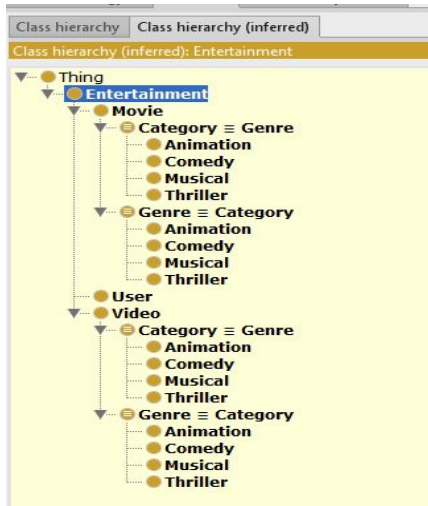 Class hierarchy Class hierarchy (inferred)
Class hierarchy (inferred): Entertainment
Thing
Entertainment
Movie
Category ≡ Genre
Animation
Comedy
Musical
Thriller
Genre ≡ Category
Animation
Comedy
Musical
Thriller
User
Video
Category ≡ Genre
Animation
Comedy
Musical
Thriller
Genre ≡ Category
Animation
Comedy
Musical
Thriller